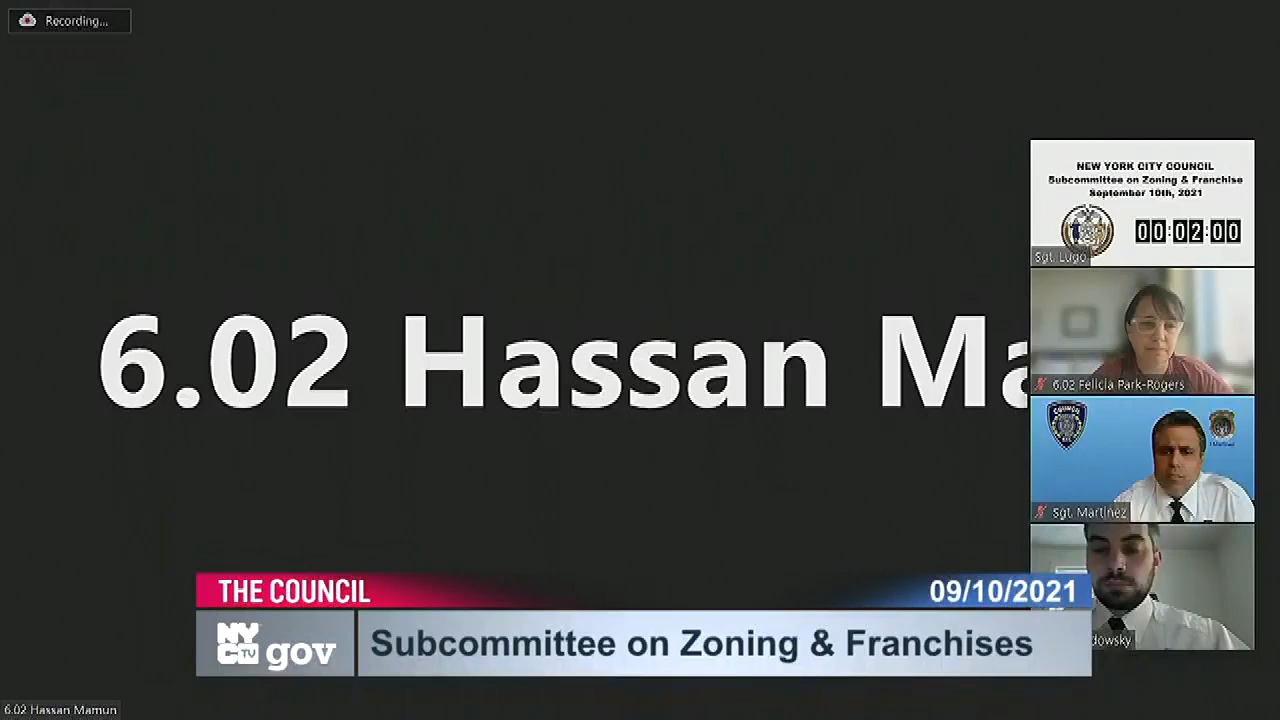 Recording...
NEW YORK CITY COUNCIL
Subcommittee on Zoning & Franchise
September 10th, 2021
00:02:00
Sgt. Lugo
6.02 Hassan Ma
6.02 Felicia Park-Rogers
COUNCIL
Sgt. Martinez
THE COUNCIL
09/10/2021
NYC TV gov
Subcommittee on Zoning & Franchises
dowsky
6.02 Hassan Mamun